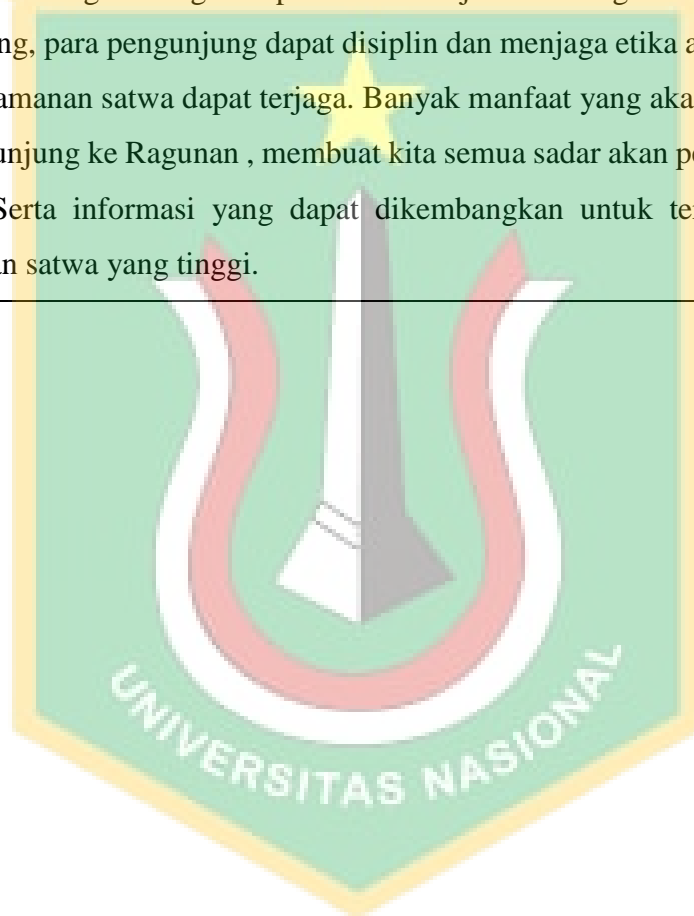 para pengunjung dapat disiplin dan menjaga etika
satwa dapat terjaga. Banyak manfaat yang
ke Ragunan , membuat kita semua sadar akan
Serta informasi yang dapat dikembangkan untuk
satwa yang tinggi.
UNIVERSITAS NASIONAL